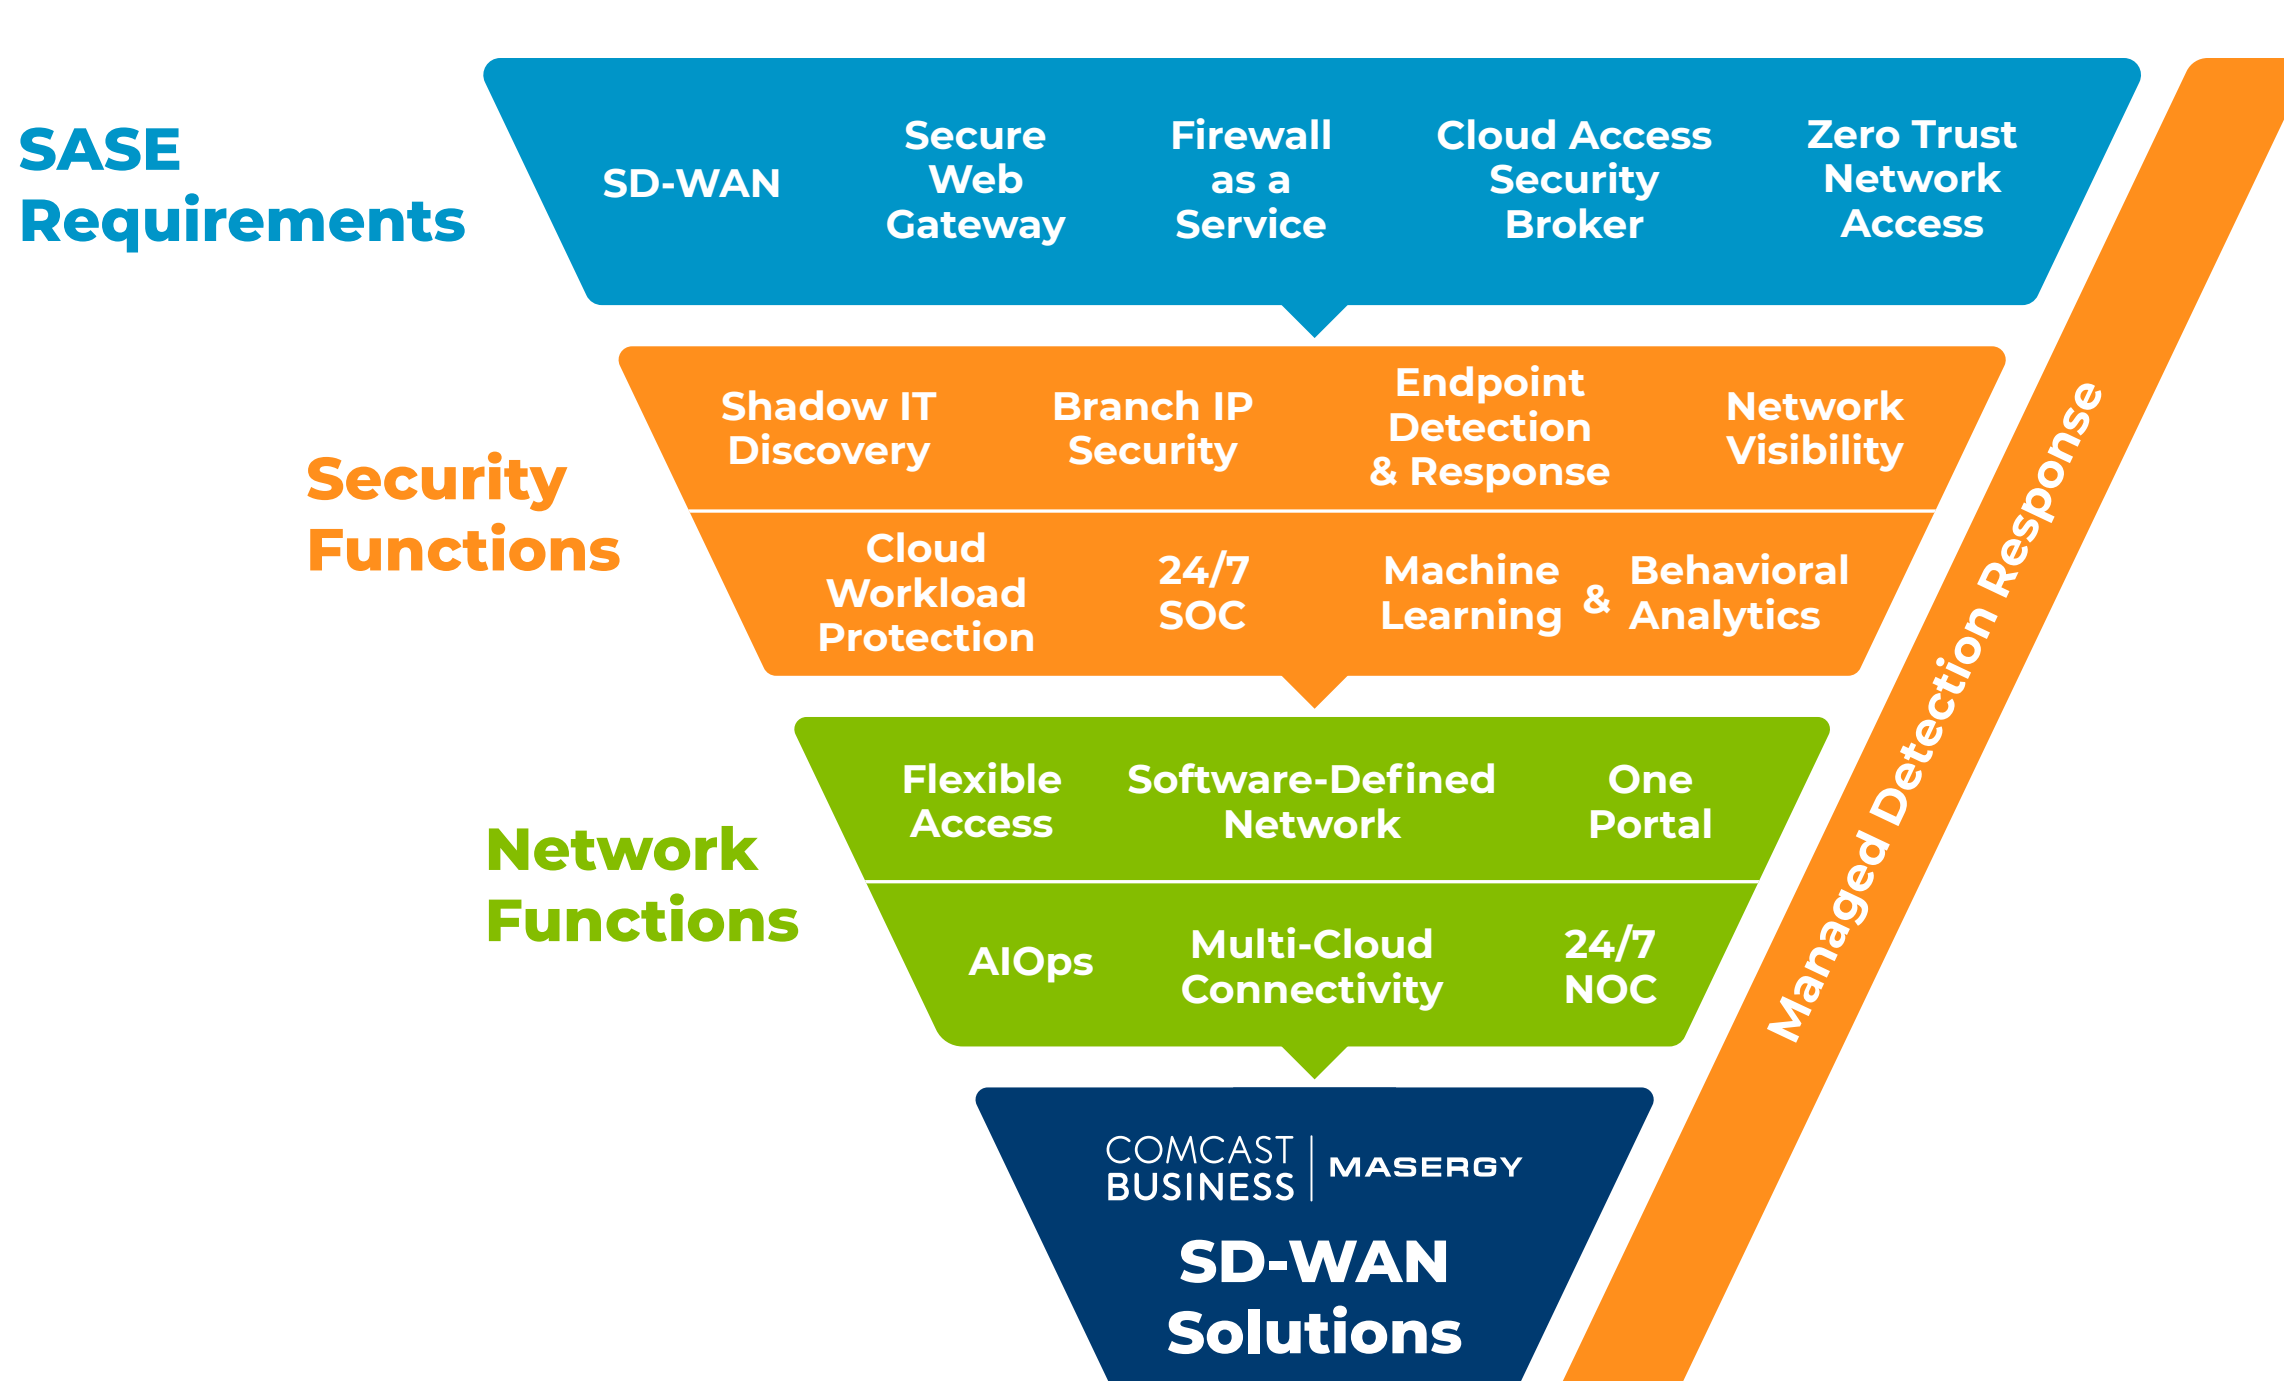 SASE
Requirements
SD-WAN
Secure
Web
Gateway
Firewall
as a
Service
Cloud Access
Security
Broker
Zero Trust
Network
Access
Security
Functions
Shadow IT
Discovery
Branch IP
Security
Endpoint
Detection
& Response
Network
Visibility
Cloud
Workload
Protection
24/7
SOC
Machine
Learning
&
Behavioral
Analytics
Network
Functions
Flexible
Access
Software-Defined
Network
One
Portal
AIOps
Multi-Cloud
Connectivity
24/7
NOC
COMCAST
BUSINESS
MASERGY
SD-WAN
Solutions
Managed Detection Response